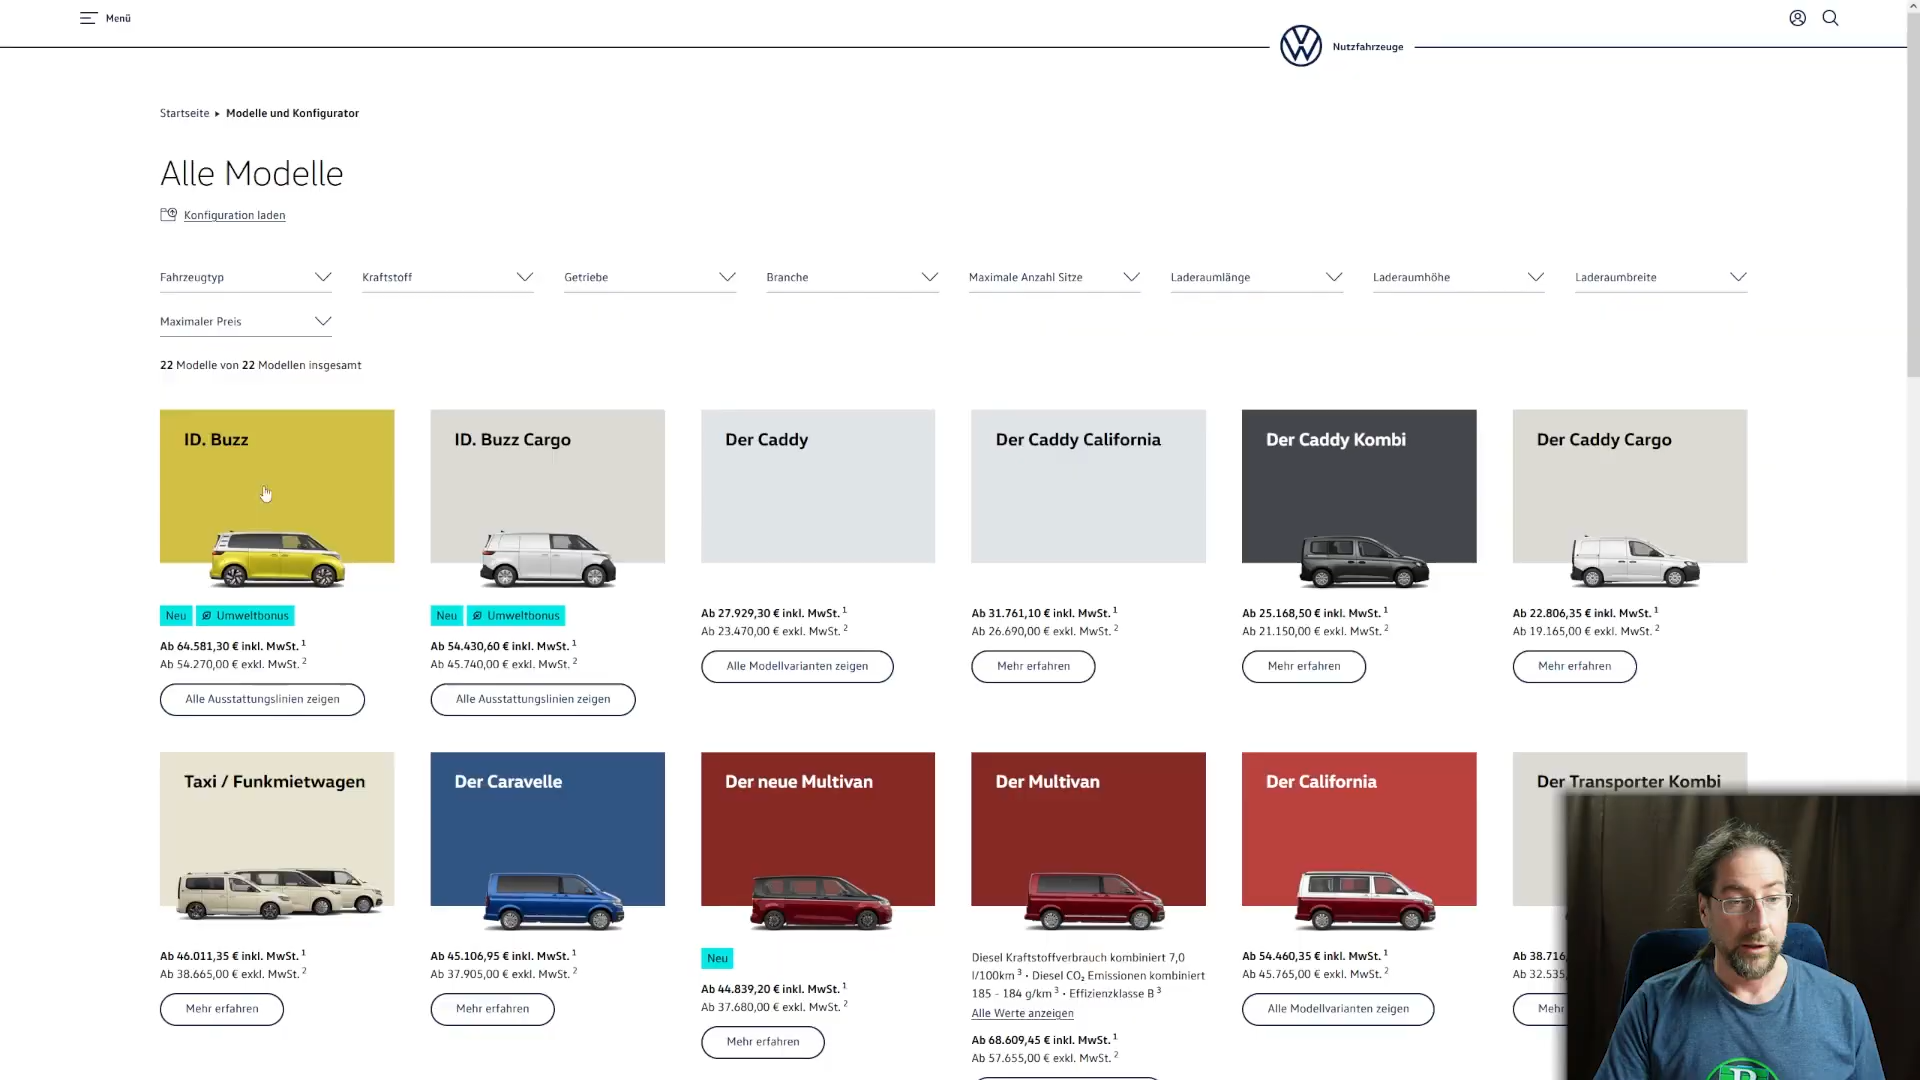 Menü
Nutzfahrzeuge
Startseite ▸ Modelle und Konfigurator
Alle Modelle
Konfiguration laden
Fahrzeugtyp
Kraftstoff
Getriebe
Branche
Maximale Anzahl Sitze
Laderaumlänge
Laderaumhöhe
Laderaumbreite
Maximaler Preis
22 Modelle von 22 Modellen insgesamt
ID. Buzz
Neu
Umweltbonus
Ab 64.581,30 € inkl. MwSt. 1
Ab 54.270,00 € exkl. MwSt. 2
Alle Ausstattungslinien zeigen
ID. Buzz Cargo
Neu
Umweltbonus
Ab 54.430,60 € inkl. MwSt. 1
Ab 45.740,00 € exkl. MwSt. 2
Alle Ausstattungslinien zeigen
Der Caddy
Ab 27.929,30 € inkl. MwSt. 1
Ab 23.470,00 € exkl. MwSt. 2
Alle Modellvarianten zeigen
Der Caddy California
Ab 31.761,10 € inkl. MwSt. 1
Ab 26.690,00 € exkl. MwSt. 2
Mehr erfahren
Der Caddy Kombi
Ab 25.168,50 € inkl. MwSt. 1
Ab 21.150,00 € exkl. MwSt. 2
Mehr erfahren
Der Caddy Cargo
Ab 22.806,35 € inkl. MwSt. 1
Ab 19.165,00 € exkl. MwSt. 2
Mehr erfahren
Taxi / Funkmietwagen
Ab 46.011,35 € inkl. MwSt. 1
Ab 38.665,00 € exkl. MwSt. 2
Mehr erfahren
Der Caravelle
Ab 45.106,95 € inkl. MwSt. 1
Ab 37.905,00 € exkl. MwSt. 2
Mehr erfahren
Der neue Multivan
Neu
Ab 44.839,20 € inkl. MwSt. 1
Ab 37.680,00 € exkl. MwSt. 2
Mehr erfahren
Der Multivan
Diesel Kraftstoffverbrauch kombiniert 7,0
l/100km 3 · Diesel CO₂ Emissionen kombiniert
185 - 184 g/km 3 · Effizienzklasse B 3
Alle Werte anzeigen
Ab 68.609,45 € inkl. MwSt. 1
Ab 57.655,00 € exkl. MwSt. 2
Der California
Ab 54.460,35 € inkl. MwSt. 1
Ab 45.765,00 € exkl. MwSt. 2
Alle Modellvarianten zeigen
Der Transporter Kombi
Ab 38.716
Ab 32.535
Mehr